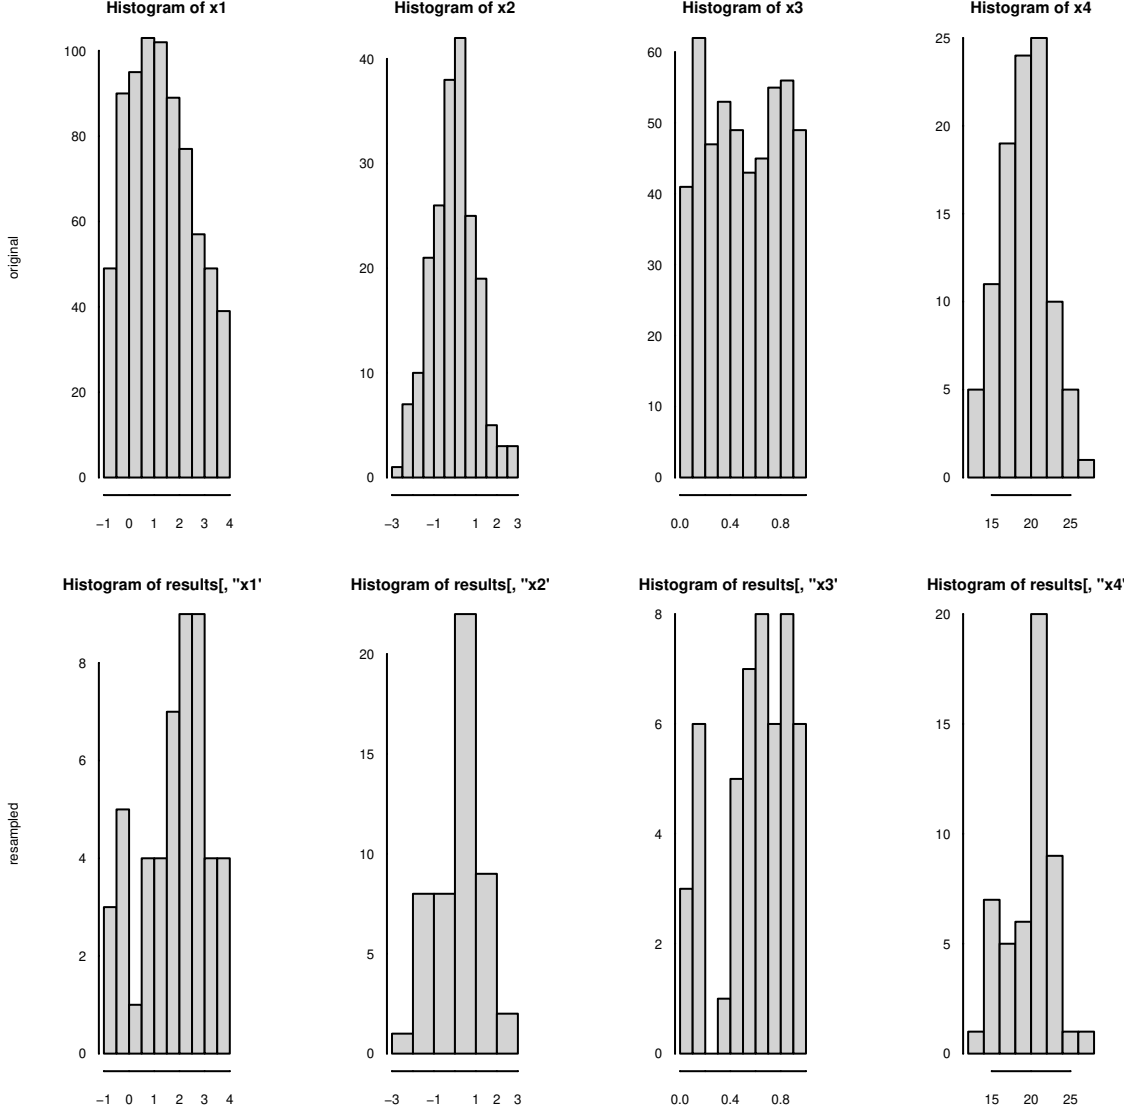 Histogram of x1
Histogram of x2
Histogram of x3
Histogram of x4
original
100
80
60
40
20
0
−1 0 1 2 3 4
40
30
20
10
0
−3 −1 1 2 3
60
50
40
30
20
10
0
0.0 0.4 0.8
25
20
15
10
5
0
15 20 25
Histogram of results[, "x1'
Histogram of results[, "x2'
Histogram of results[, "x3'
Histogram of results[, "x4'
resampled
8
6
4
2
0
−1 0 1 2 3 4
20
15
10
5
0
−3 −1 1 2 3
8
6
4
2
0
0.0 0.4 0.8
20
15
10
5
0
15 20 25